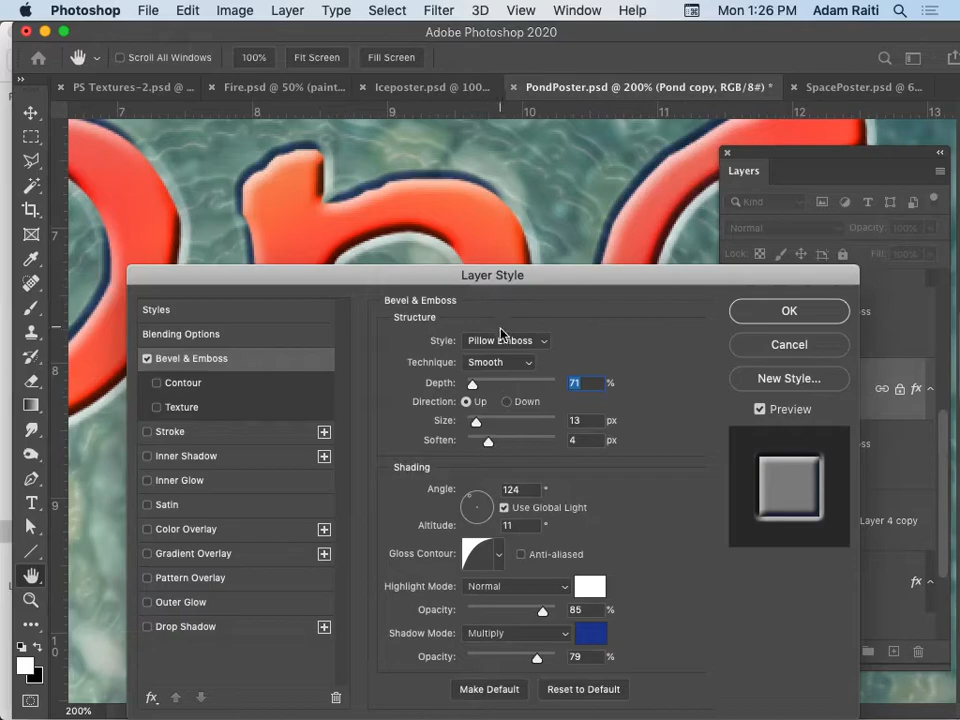 Photoshop File Edit Image Layer Type Select Filter 3D View Window Help Mon 1:26 PM Adam Raiti
Adobe Photoshop 2020
Scroll All Windows 100% Fit Screen Fill Screen
PS Textures-2.psd @ ... Fire.psd @ 50% (paint... Iceposter.psd @ 100... PondPoster.psd @ 200% (Pond copy, RGB/8#) * SpacePoster.psd @ 6...
7 8 9 10 11 12 13
Layers
Kind
Normal Opacity: 100%
Lock: Fill: 100%
Layer Style
Styles
Blending Options
Bevel & Emboss
Contour
Texture
Stroke
Inner Shadow
Inner Glow
Satin
Color Overlay
Gradient Overlay
Pattern Overlay
Outer Glow
Drop Shadow
fx
Bevel & Emboss
Structure
Style: Pillow Emboss
Technique: Smooth
Depth: 71 %
Direction: Up Down
Size: 13 px
Soften: 4 px
Shading
Angle: 124 °
Use Global Light
Altitude: 11 °
Gloss Contour: Anti-aliased
Highlight Mode: Normal
Opacity: 85 %
Shadow Mode: Multiply
Opacity: 79 %
Make Default Reset to Default
OK
Cancel
New Style...
Preview
fx
Layer 4 copy
fx
200%